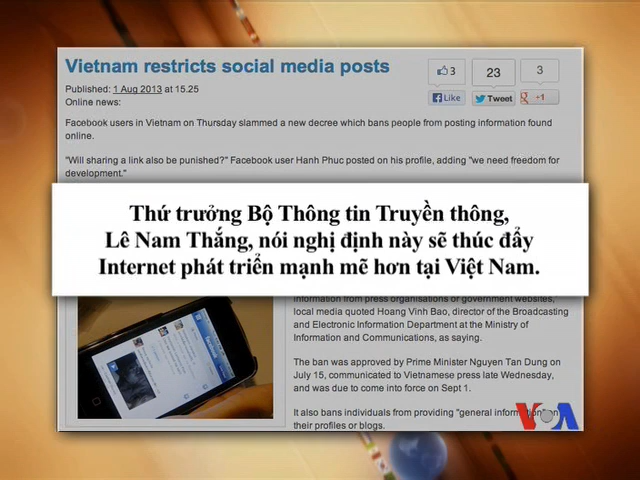 Vietnam restricts social media posts
Published: 1 Aug 2013 at 15.25
Online news:
3
Like
23
Tweet
3
+1
Facebook users in Vietnam on Thursday slammed a new decree which bans people from posting information found
online.
"Will sharing a link also be punished?" Facebook user Hanh Phuc posted on his profile, adding "we need freedom for
development."
Thứ trưởng Bộ Thông tin Truyền thông,
Lê Nam Thắng, nói nghị định này sẽ thúc đẩy
Internet phát triển mạnh mẽ hơn tại Việt Nam.
information from press organisations or government websites,
local media quoted Hoang Vinh Bao, director of the Broadcasting
and Electronic Information Department at the Ministry of
Information and Communications, as saying.
The ban was approved by Prime Minister Nguyen Tan Dung on
July 15, communicated to Vietnamese press late Wednesday,
and was due to come into force on Sept 1.
It also bans individuals from providing "general information" on
their profiles or blogs.
VOA